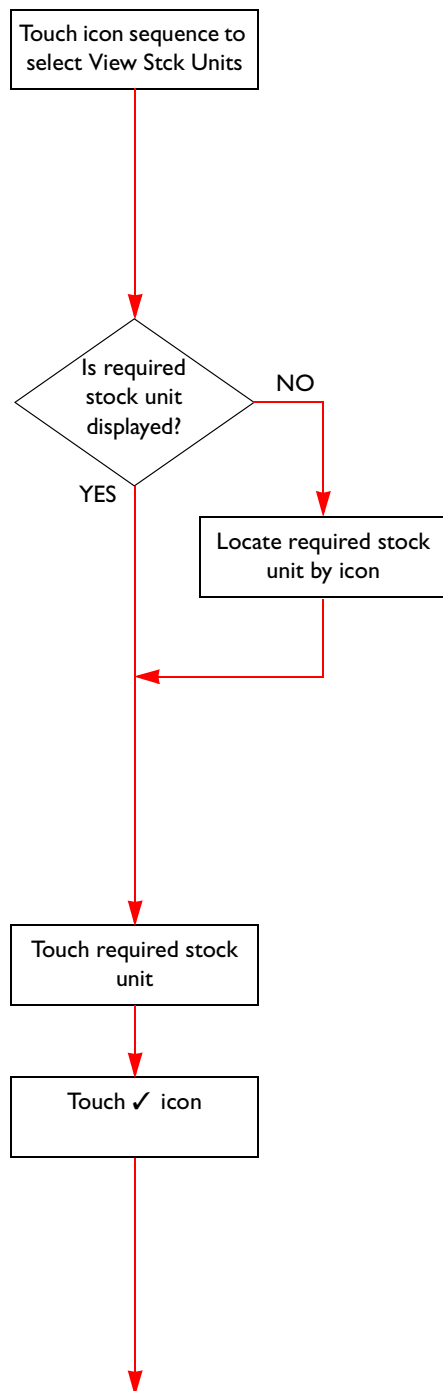 Touch icon sequence to
select View Stck Units
Is required
stock unit
displayed?
NO
YES
Locate required stock
unit by icon
Touch required stock
unit
Touch ✓ icon